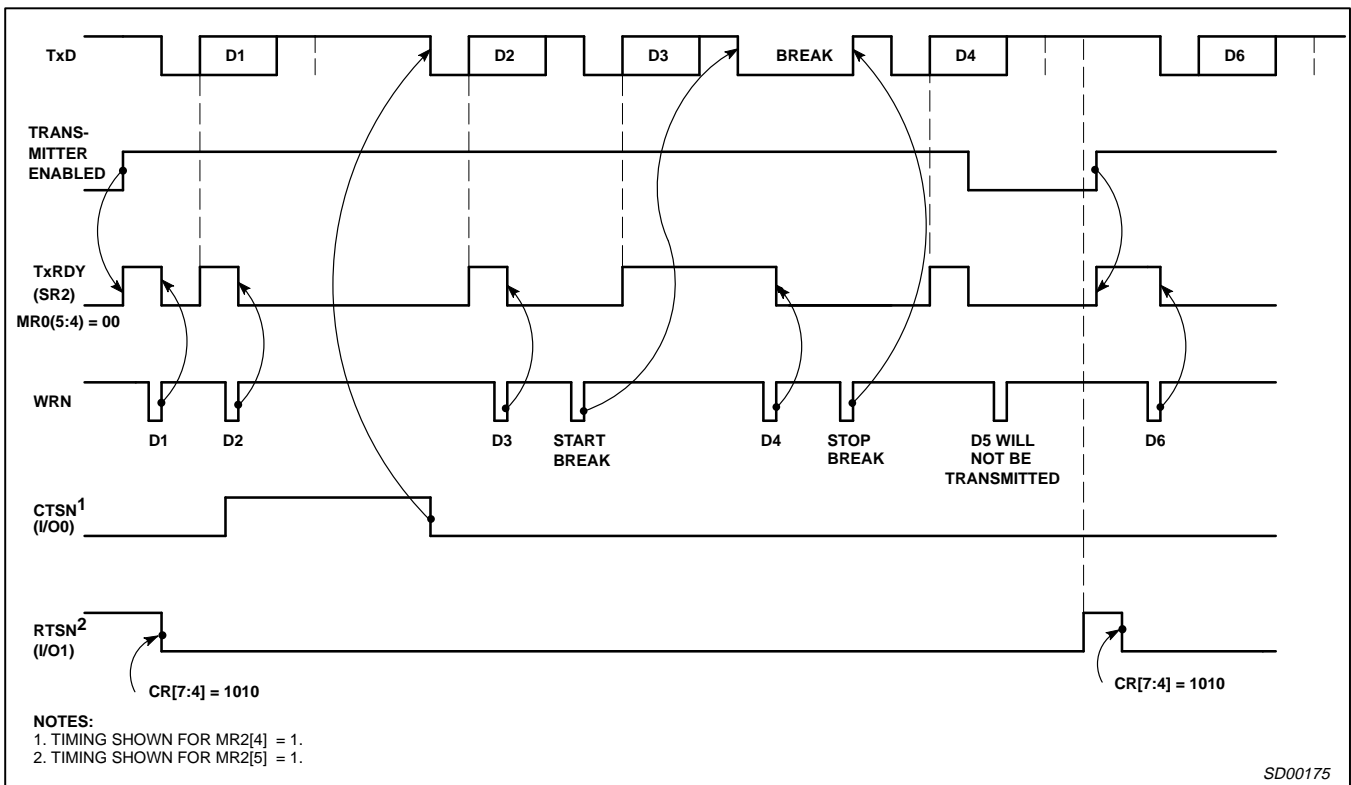 TxD
D1
D2
D3
BREAK
D4
D6
TRANS-
MITTER
ENABLED
TxRDY
(SR2)
MR0(5:4) = 00
WRN
D1
D2
D3
START
BREAK
D4
STOP
BREAK
D5 WILL
NOT BE
TRANSMITTED
D6
CTSN1
(I/O0)
RTSN2
(I/O1)
CR[7:4] = 1010
CR[7:4] = 1010
NOTES:
1. TIMING SHOWN FOR MR2[4] = 1.
2. TIMING SHOWN FOR MR2[5] = 1.
SD00175